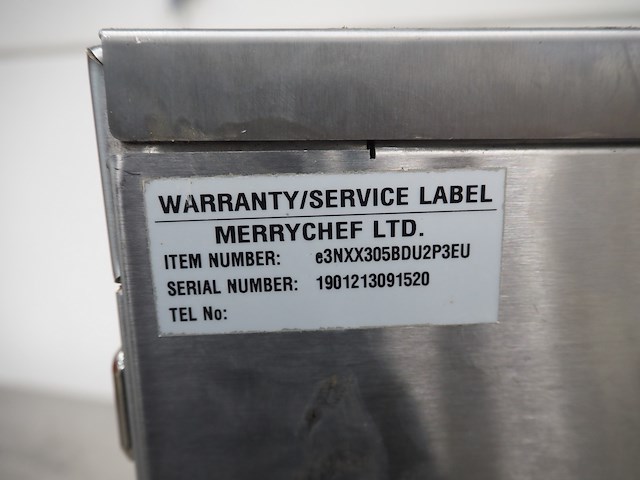 WARRANTY/SERVICE LABEL
MERRYCHEF LTD.
ITEM NUMBER: e3NXX305BDU2P3EU
SERIAL NUMBER: 1901213091520
TEL No: